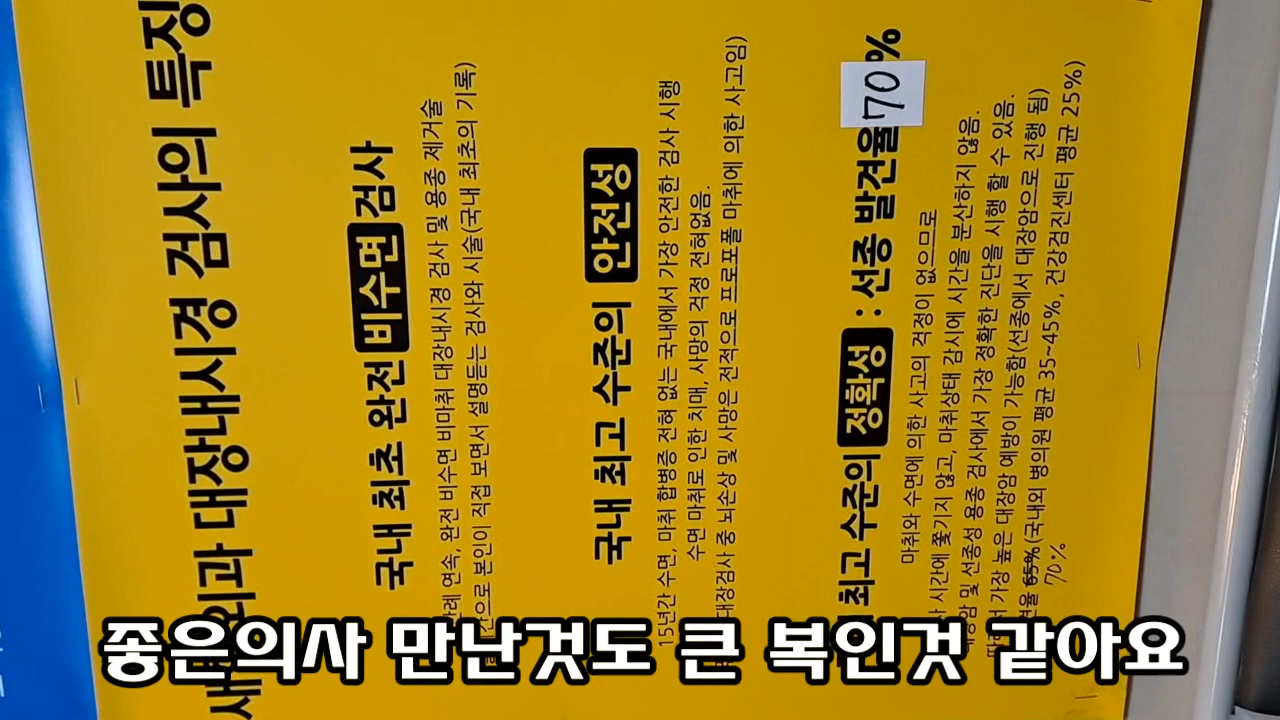 외과 대장내시경 검사의 특징
국내 최초 완전 비수면 검사
연속, 완전 비수면 비마취 대장내시경 검사 및 용종 제거술
본인이 직접 보면서 설명듣는 검사와 시술(국내 최초의 기록)
국내 최고 수준의 안전성
15년간 수면, 마취 합병증 전혀 없는 국내에서 가장 안전한 검사 시행
수면 마취로 인한 치매, 사망의 걱정 전혀없음.
대장검사 중 뇌손상 및 사망은 전적으로 프로포폴 마취에 의한 사고임)
최고 수준의 정확성 : 선종 발견율 70%
마취와 수면에 의한 사고의 걱정이 없으므로
시간에 쫓기지 않고, 마취상태 감시에 시간을 분산하지 않음.
및 선종성 용종 검사에서 가장 정확한 진단을 시행 할 수 있음.
가장 높은 대장암 예방이 가능함(선종에서 대장암으로 진행 됨)
65% (국내외 병의원 평균 35~45%, 건강검진센터 평균 25%)
70%
좋은의사 만난것도 큰 복인것 같아요